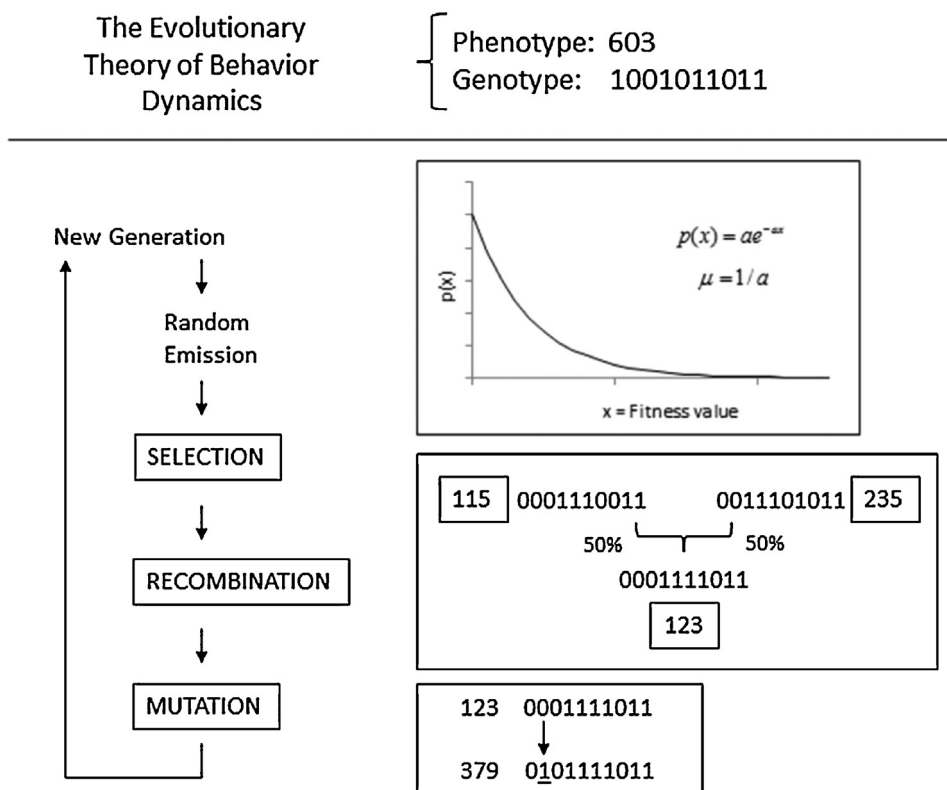 The Evolutionary
Theory of Behavior
Dynamics
Phenotype: 603
Genotype: 1001011011
New Generation
Random
Emission
SELECTION
RECOMBINATION
MUTATION
p(x) = ae^{-ax}
μ = 1/a
p(x)
x = Fitness value
115 0001110011 0011101011 235
50% 50%
0001111011
123
123 0001111011
379 0101111011